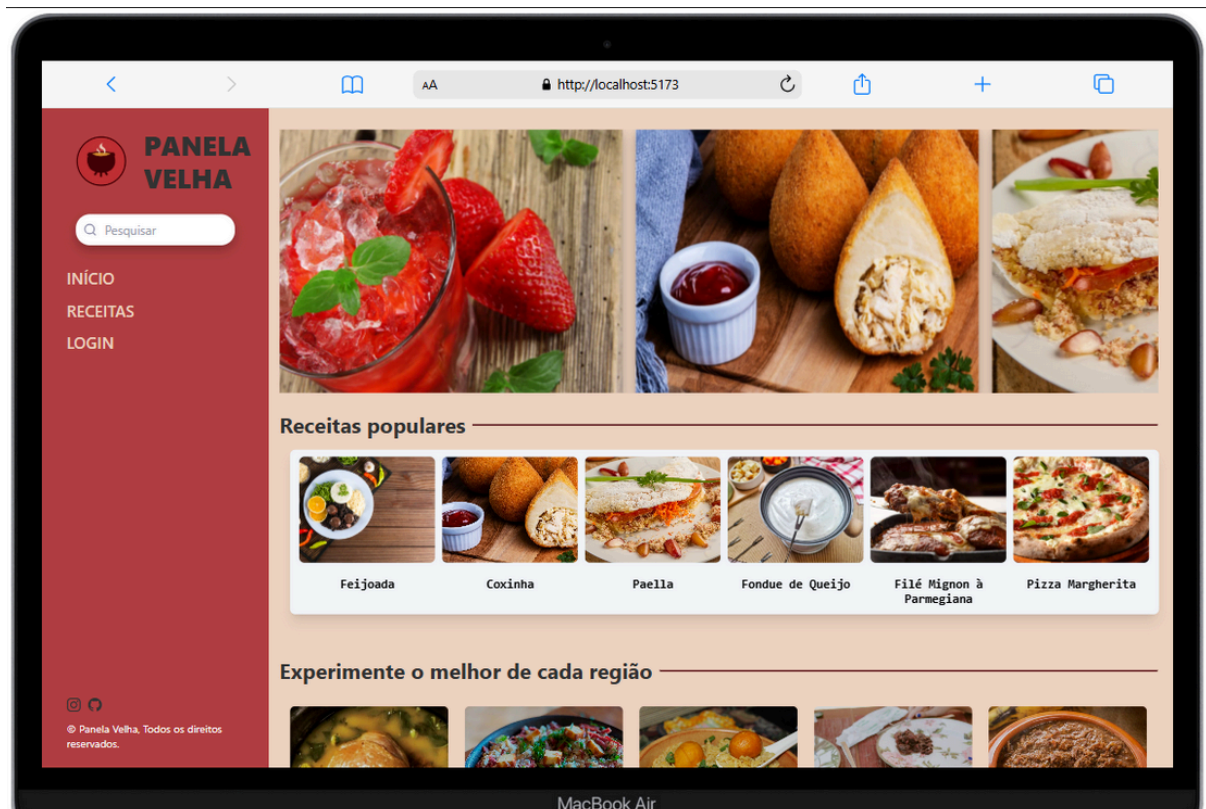 AA
http://localhost:5173
PANELA
VELHA
Pesquisar
INÍCIO
RECEITAS
LOGIN
Receitas populares
Feijoada
Coxinha
Paella
Fondue de Queijo
Filé Mignon à
Parmegiana
Pizza Margherita
Experimente o melhor de cada região
© Panela Velha, Todos os direitos
reservados.
MacBook Air